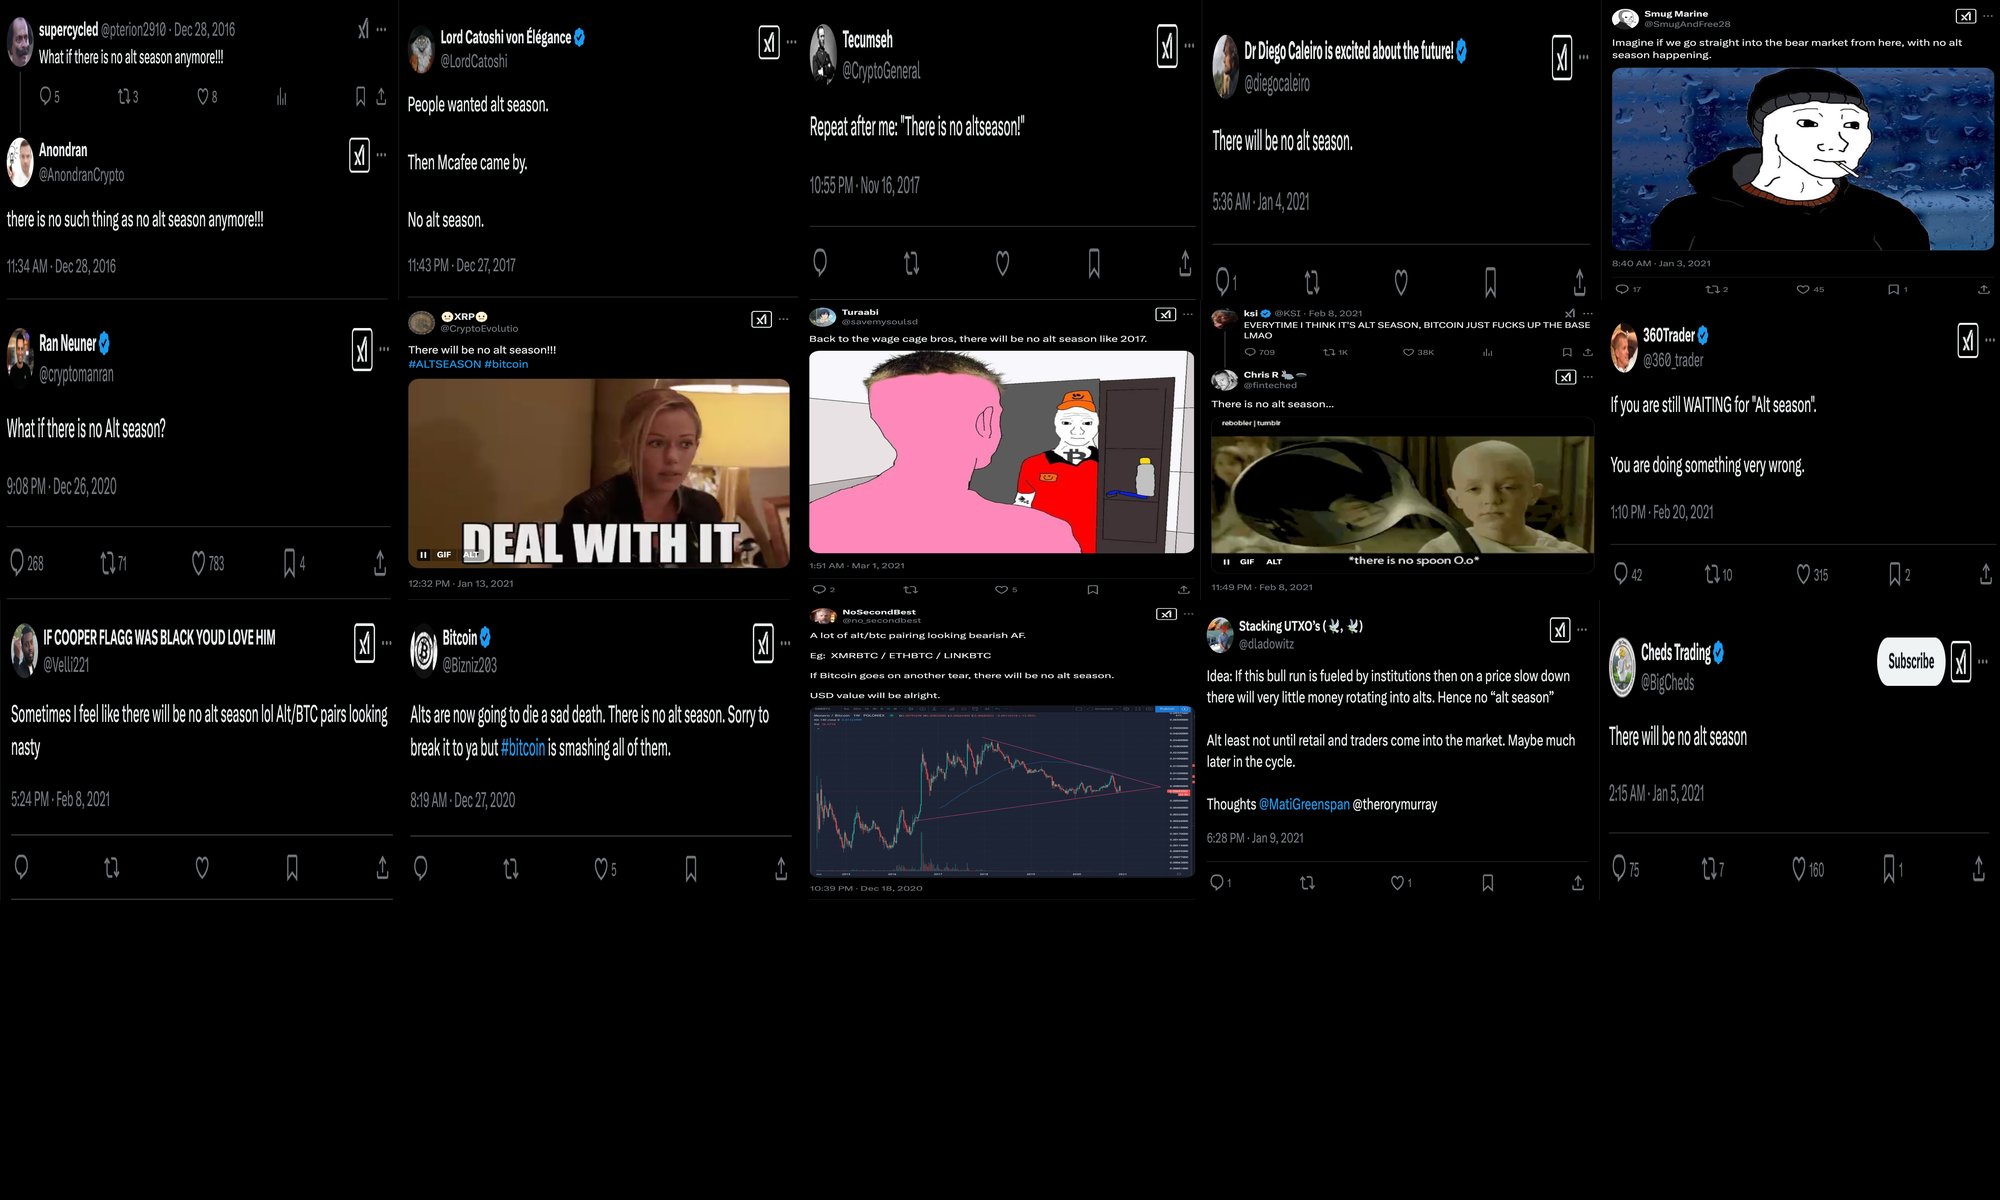 supercycled @pterion2910 · Dec 28, 2016
What if there is no alt season anymore!!!
5 3 8
Anondran
@AnondranCrypto
there is no such thing as no alt season anymore!!!
11:34 AM · Dec 28, 2016
Lord Catoshi von Élégance
@LordCatoshi
People wanted alt season.
Then Mcafee came by.
No alt season.
11:43 PM · Dec 27, 2017
Tecumseh
@CryptoGeneral
Repeat after me: "There is no altseason!"
10:55 PM · Nov 16, 2017
Dr Diego Caleiro is excited about the future!
@diegocaleiro
There will be no alt season.
5:36 AM · Jan 4, 2021
1
Smug Marine
@SmugAndFree28
Imagine if we go straight into the bear market from here, with no alt
season happening.
8:40 AM · Jan 3, 2021
17 2 45 1
Ran Neuner
@cryptomanran
What if there is no Alt season?
9:08 PM · Dec 26, 2020
268 71 783 4
XRP
@CryptoEvolutio
There will be no alt season!!!
#ALTSEASON #bitcoin
DEAL WITH IT
GIF ALT
12:32 PM · Jan 13, 2021
Turaabi
@savemysoulsd
Back to the wage cage bros, there will be no alt season like 2017.
1:51 AM · Mar 1, 2021
2 5
ksi @KSI · Feb 8, 2021
EVERYTIME I THINK IT'S ALT SEASON, BITCOIN JUST FUCKS UP THE BASE
LMAO
709 1K 38K
Chris R
@finteched
There is no alt season...
rebobler | tumblr
*there is no spoon O.o*
GIF ALT
11:49 PM · Feb 8, 2021
360Trader
@360_trader
If you are still WAITING for "Alt season".
You are doing something very wrong.
1:10 PM · Feb 20, 2021
42 10 315 2
IF COOPER FLAGG WAS BLACK YOUD LOVE HIM
@Velli221
Sometimes I feel like there will be no alt season lol Alt/BTC pairs looking
nasty
5:24 PM · Feb 8, 2021
Bitcoin
@Bizniz203
Alts are now going to die a sad death. There is no alt season. Sorry to
break it to ya but #bitcoin is smashing all of them.
8:19 AM · Dec 27, 2020
5
NoSecondBest
@no_secondbest
A lot of alt/btc pairing looking bearish AF.
Eg: XMRBTC / ETHBTC / LINKBTC
If Bitcoin goes on another tear, there will be no alt season.
USD value will be alright.
10:39 PM · Dec 18, 2020
Stacking UTXO's
@dladowitz
Idea: If this bull run is fueled by institutions then on a price slow down
there will very little money rotating into alts. Hence no "alt season"
Alt least not until retail and traders come into the market. Maybe much
later in the cycle.
Thoughts @MatiGreenspan @therorymurray
6:28 PM · Jan 9, 2021
1 1
Cheds Trading
@BigCheds
Subscribe
There will be no alt season
2:15 AM · Jan 5, 2021
75 7 160 1